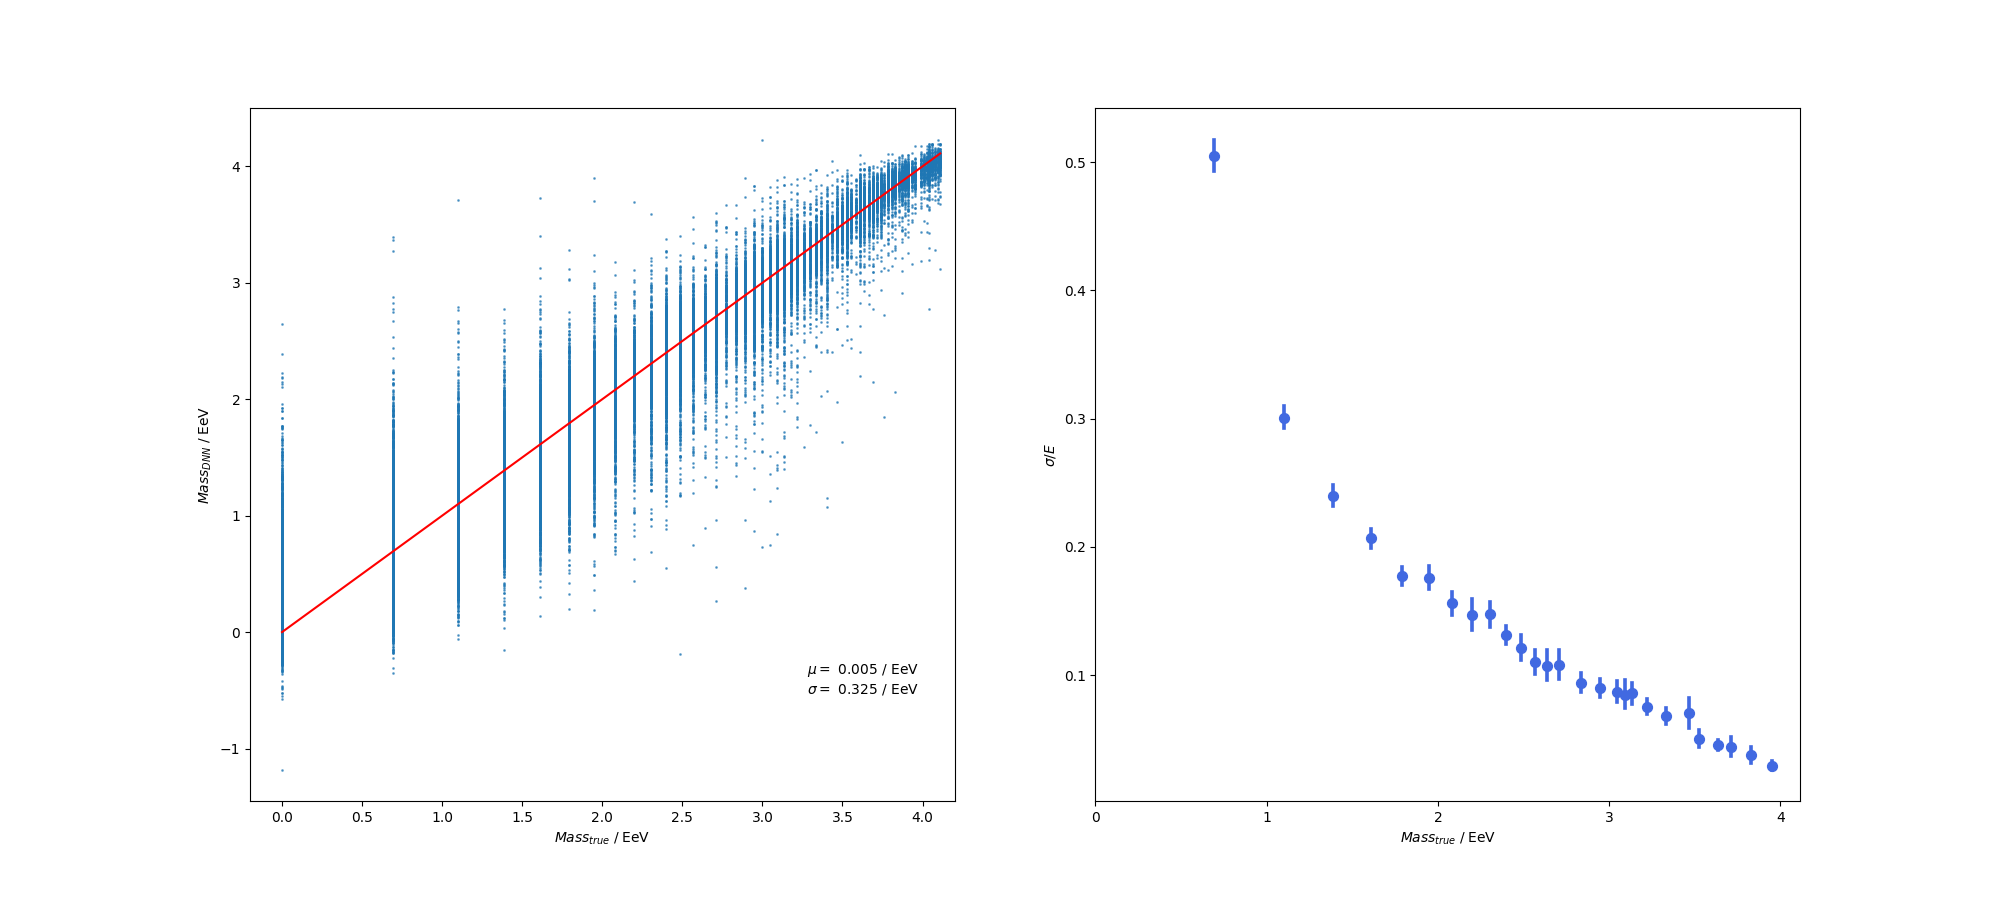 4
3
2
1
0
−1
Mass_DNN / EeV
μ = 0.005 / EeV
σ = 0.325 / EeV
0.0 0.5 1.0 1.5 2.0 2.5 3.0 3.5 4.0
Mass_true / EeV
0.5
0.4
0.3
0.2
0.1
σ/E
0 1 2 3 4
Mass_true / EeV